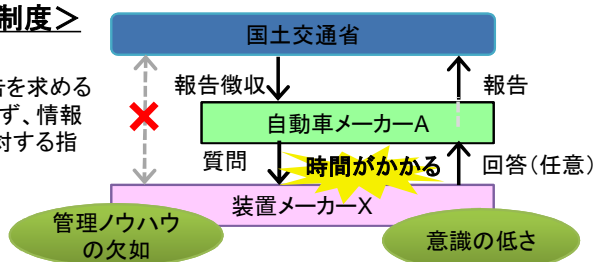 制度＞
国土交通省
告を求める
ず、情報
対する指
報告徴収
報告
自動車メーカーA
質問
時間がかかる
回答（任意）
装置メーカーX
管理ノウハウ
の欠如
意識の低さ